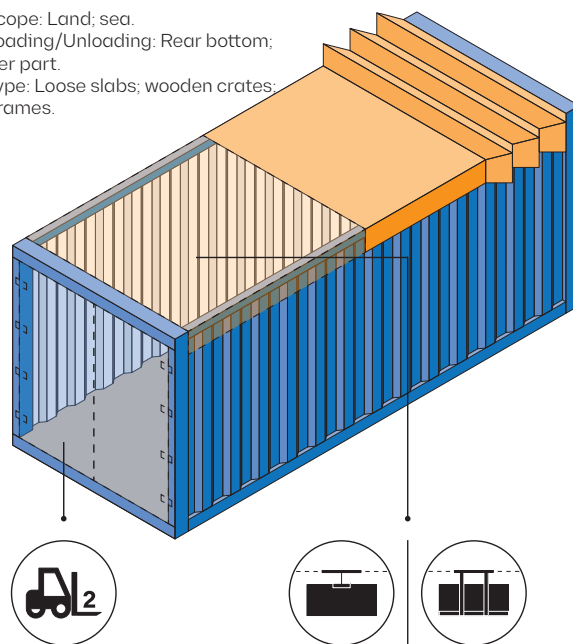 cope: Land; sea.
oading/Unloading: Rear bottom;
er part.
ype: Loose slabs; wooden crates;
rames.
2